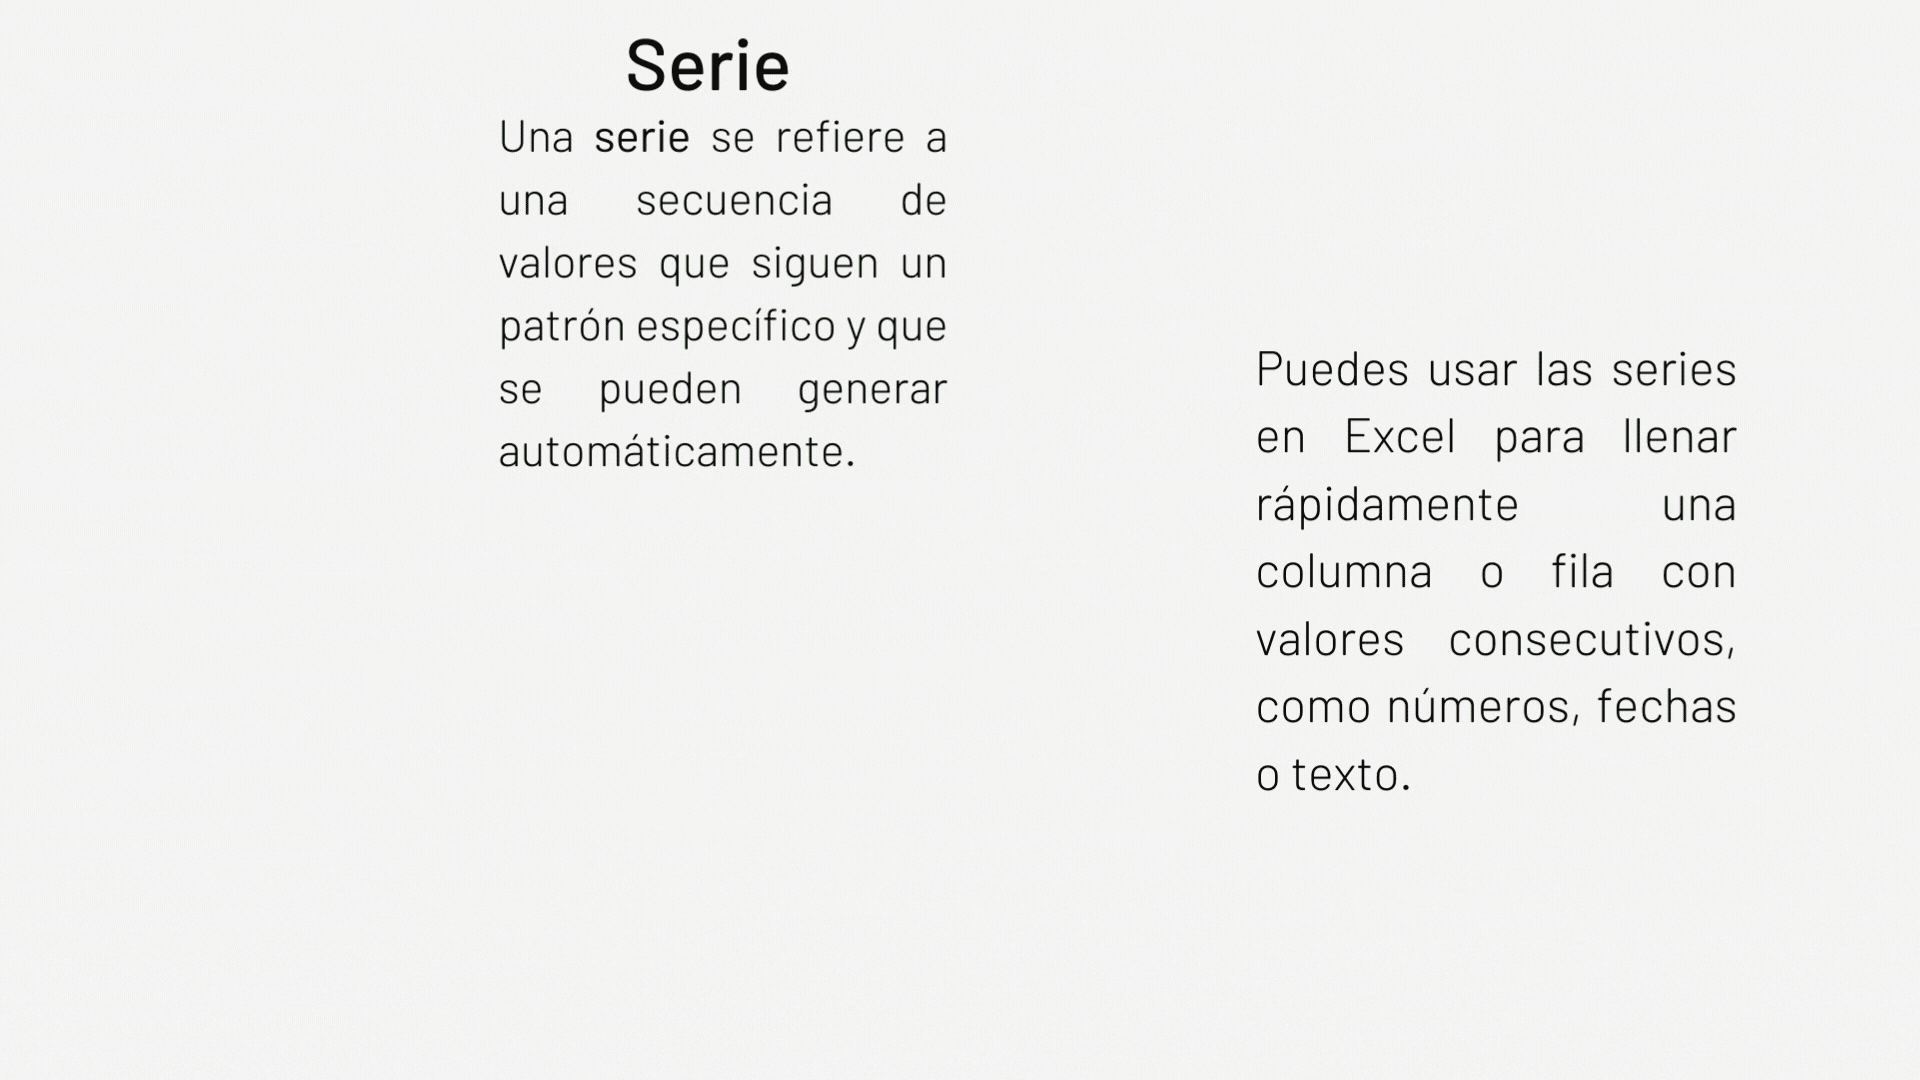 Serie
Una serie se refiere a
una secuencia de
valores que siguen un
patrón específico y que
se pueden generar
automáticamente.
Puedes usar las series
en Excel para llenar
rápidamente una
columna o fila con
valores consecutivos,
como números, fechas
o texto.